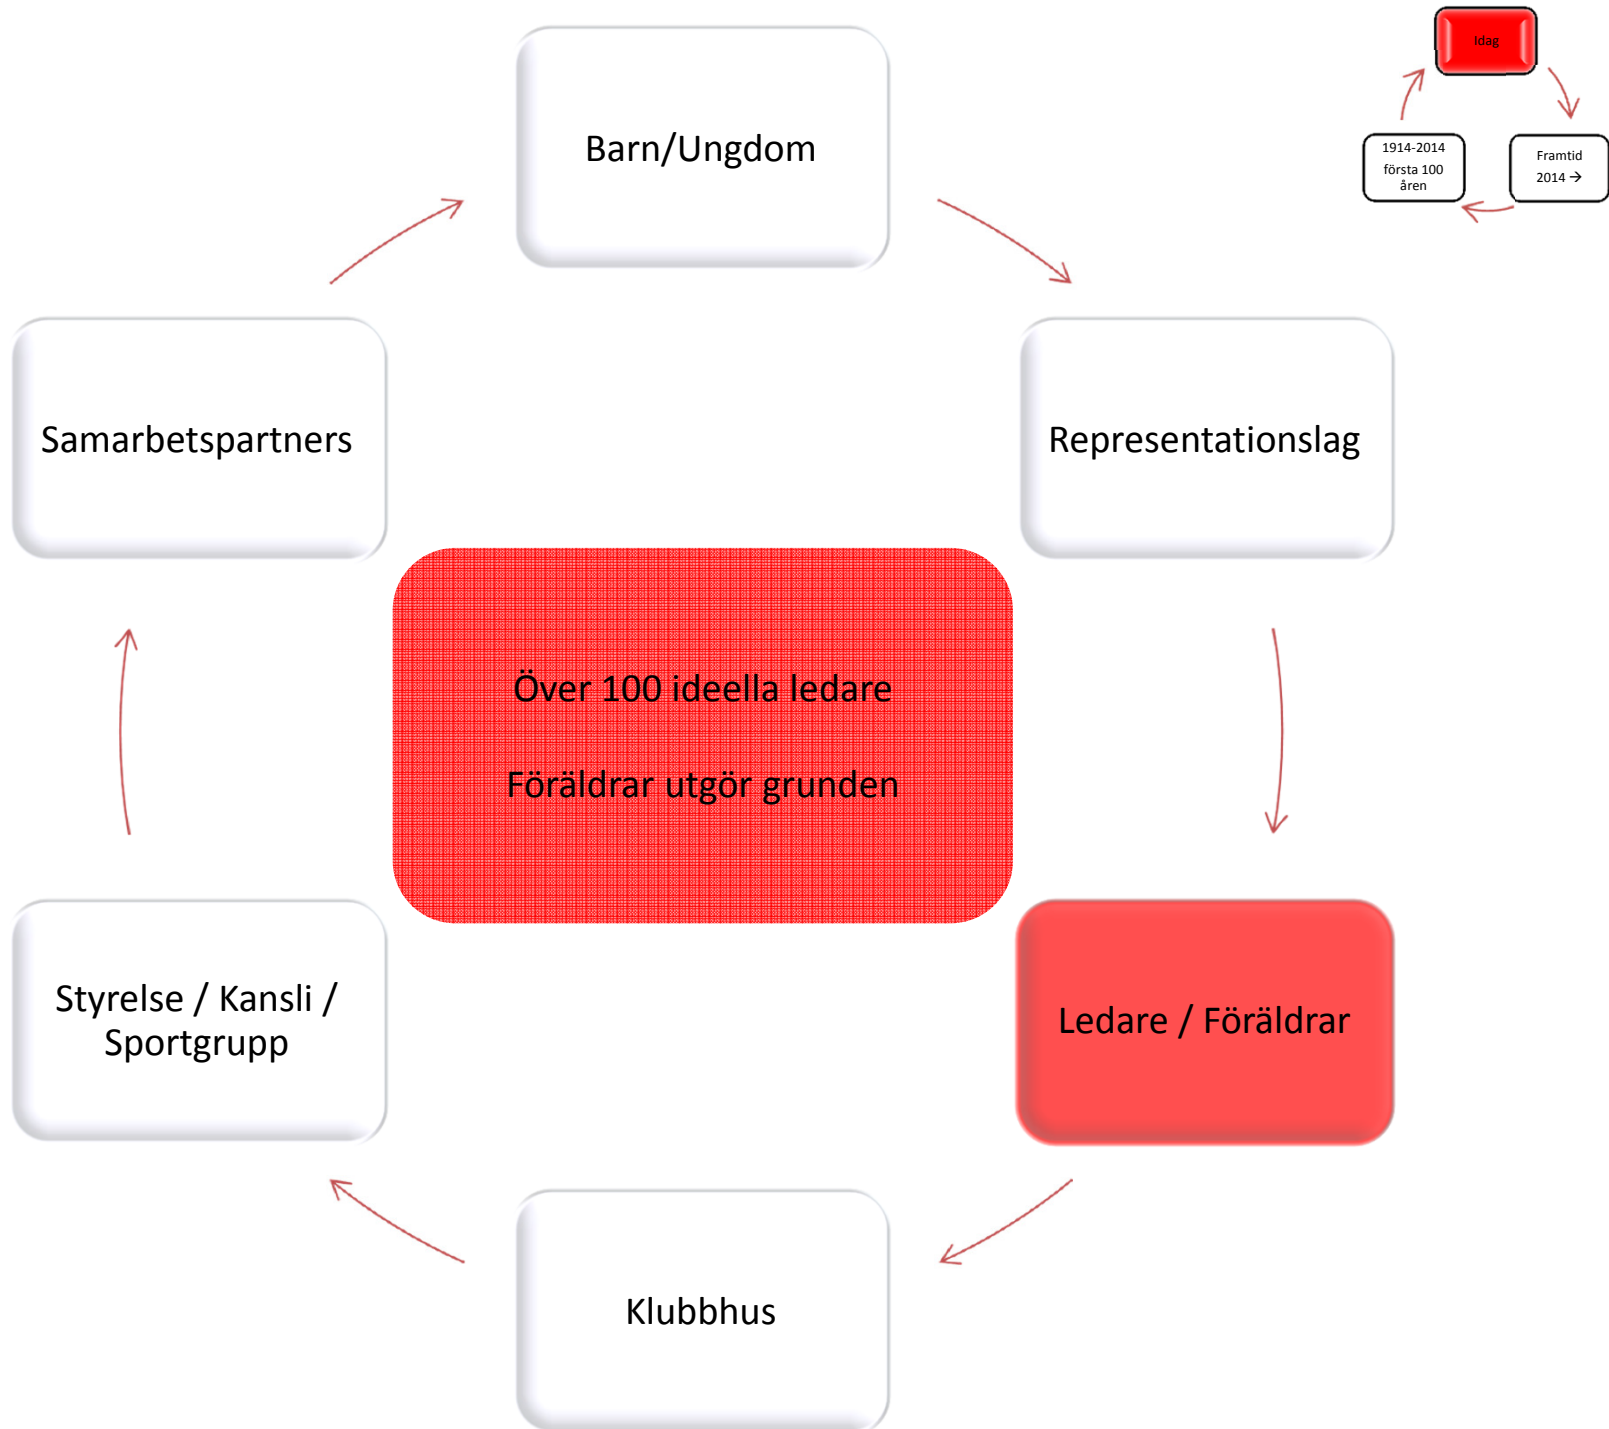 Idag
1914-2014
första 100
åren
Framtid
2014 →
Barn/Ungdom
Samarbetspartners
Representationslag
Över 100 ideella ledare
Föräldrar utgör grunden
Styrelse / Kansli /
Sportgrupp
Ledare / Föräldrar
Klubbhus